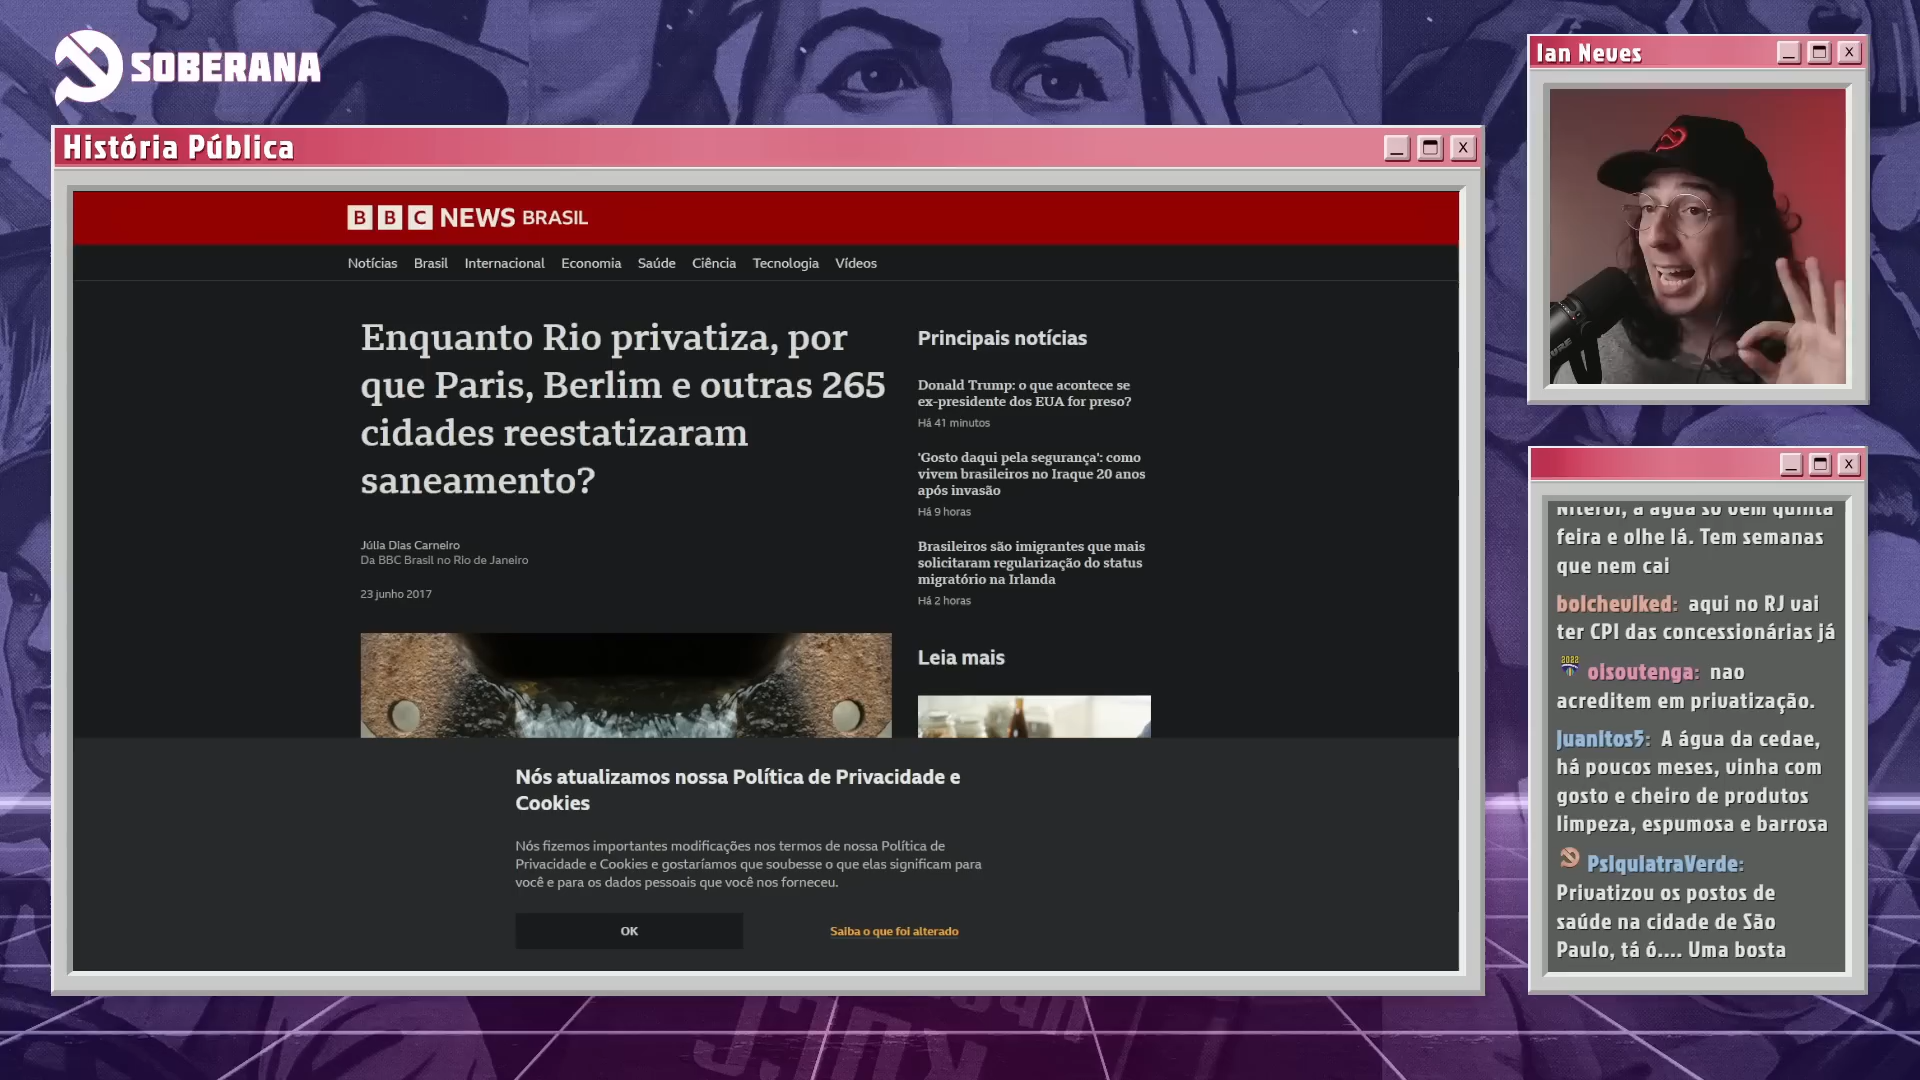 SOBERANA
História Pública
BBC NEWS BRASIL
Notícias Brasil Internacional Economia Saúde Ciência Tecnologia Vídeos
Enquanto Rio privatiza, por
que Paris, Berlim e outras 265
cidades reestatizaram
saneamento?
Júlia Dias Carneiro
Da BBC Brasil no Rio de Janeiro
23 junho 2017
Principais notícias
Donald Trump: o que acontece se
ex-presidente dos EUA for preso?
Há 41 minutos
'Gosto daqui pela segurança': como
vivem brasileiros no Iraque 20 anos
após invasão
Há 9 horas
Brasileiros são imigrantes que mais
solicitaram regularização do status
migratório na Irlanda
Há 2 horas
Leia mais
Nós atualizamos nossa Política de Privacidade e
Cookies
Nós fizemos importantes modificações nos termos de nossa Política de
Privacidade e Cookies e gostaríamos que soubesse o que elas significam para
você e para os dados pessoais que você nos forneceu.
OK
Saiba o que foi alterado
Ian Neves
Niterói, a água só vem quinta
feira e olhe lá. Tem semanas
que nem cai
bolchevlked: aqui no RJ vai
ter CPI das concessionárias já
olsoutenga: nao
acreditem em privatização.
Juanitos5: A água da cedae,
há poucos meses, vinha com
gosto e cheiro de produtos
limpeza, espumosa e barrosa
PsiquiatraVerde:
Privatizou os postos de
saúde na cidade de São
Paulo, tá ó.... Uma bosta